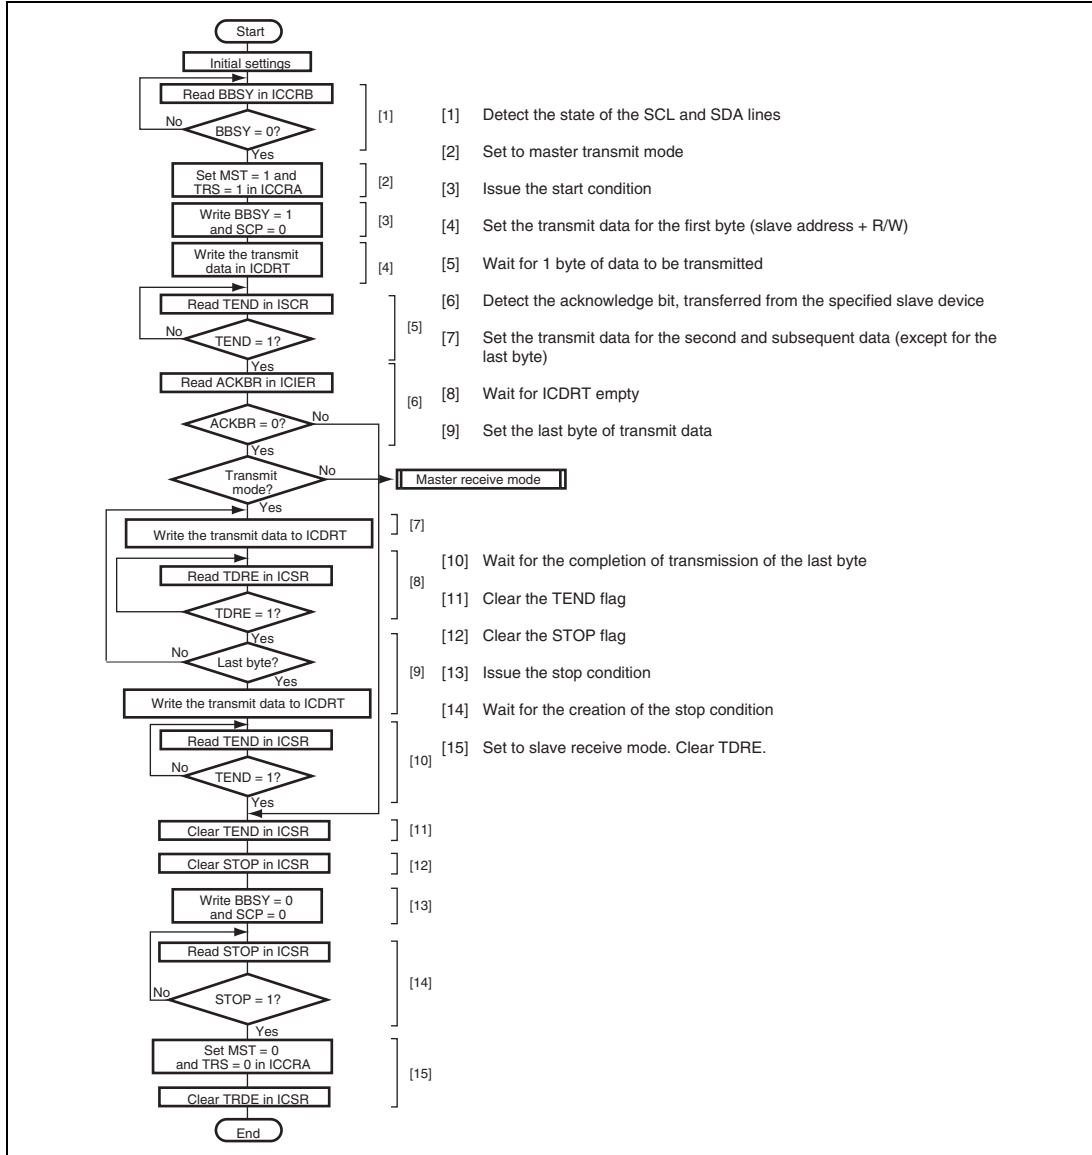 Start
Initial settings
Read BBSY in ICCRB
No
BBSY = 0?
Yes
[1]
Set MST = 1 and
TRS = 1 in ICCRA
[2]
Write BBSY = 1
and SCP = 0
[3]
Write the transmit
data in ICDRT
[4]
Read TEND in ISCR
No
TEND = 1?
Yes
[5]
Read ACKBR in ICIER
ACKBR = 0?
No
Yes
[6]
Transmit
mode?
No
Yes
Master receive mode
Write the transmit data to ICDRT
[7]
Read TDRE in ICSR
TDRE = 1?
Yes
[8]
No
Last byte?
Yes
[9]
Write the transmit data to ICDRT
Read TEND in ICSR
No
TEND = 1?
Yes
[10]
Clear TEND in ICSR
[11]
Clear STOP in ICSR
[12]
Write BBSY = 0
and SCP = 0
[13]
Read STOP in ICSR
No
STOP = 1?
Yes
[14]
Set MST = 0
and TRS = 0 in ICCRA
[15]
Clear TRDE in ICSR
End
[1] Detect the state of the SCL and SDA lines
[2] Set to master transmit mode
[3] Issue the start condition
[4] Set the transmit data for the first byte (slave address + R/W)
[5] Wait for 1 byte of data to be transmitted
[6] Detect the acknowledge bit, transferred from the specified slave device
[7] Set the transmit data for the second and subsequent data (except for the
last byte)
[8] Wait for ICDRT empty
[9] Set the last byte of transmit data
[10] Wait for the completion of transmission of the last byte
[11] Clear the TEND flag
[12] Clear the STOP flag
[13] Issue the stop condition
[14] Wait for the creation of the stop condition
[15] Set to slave receive mode. Clear TDRE.